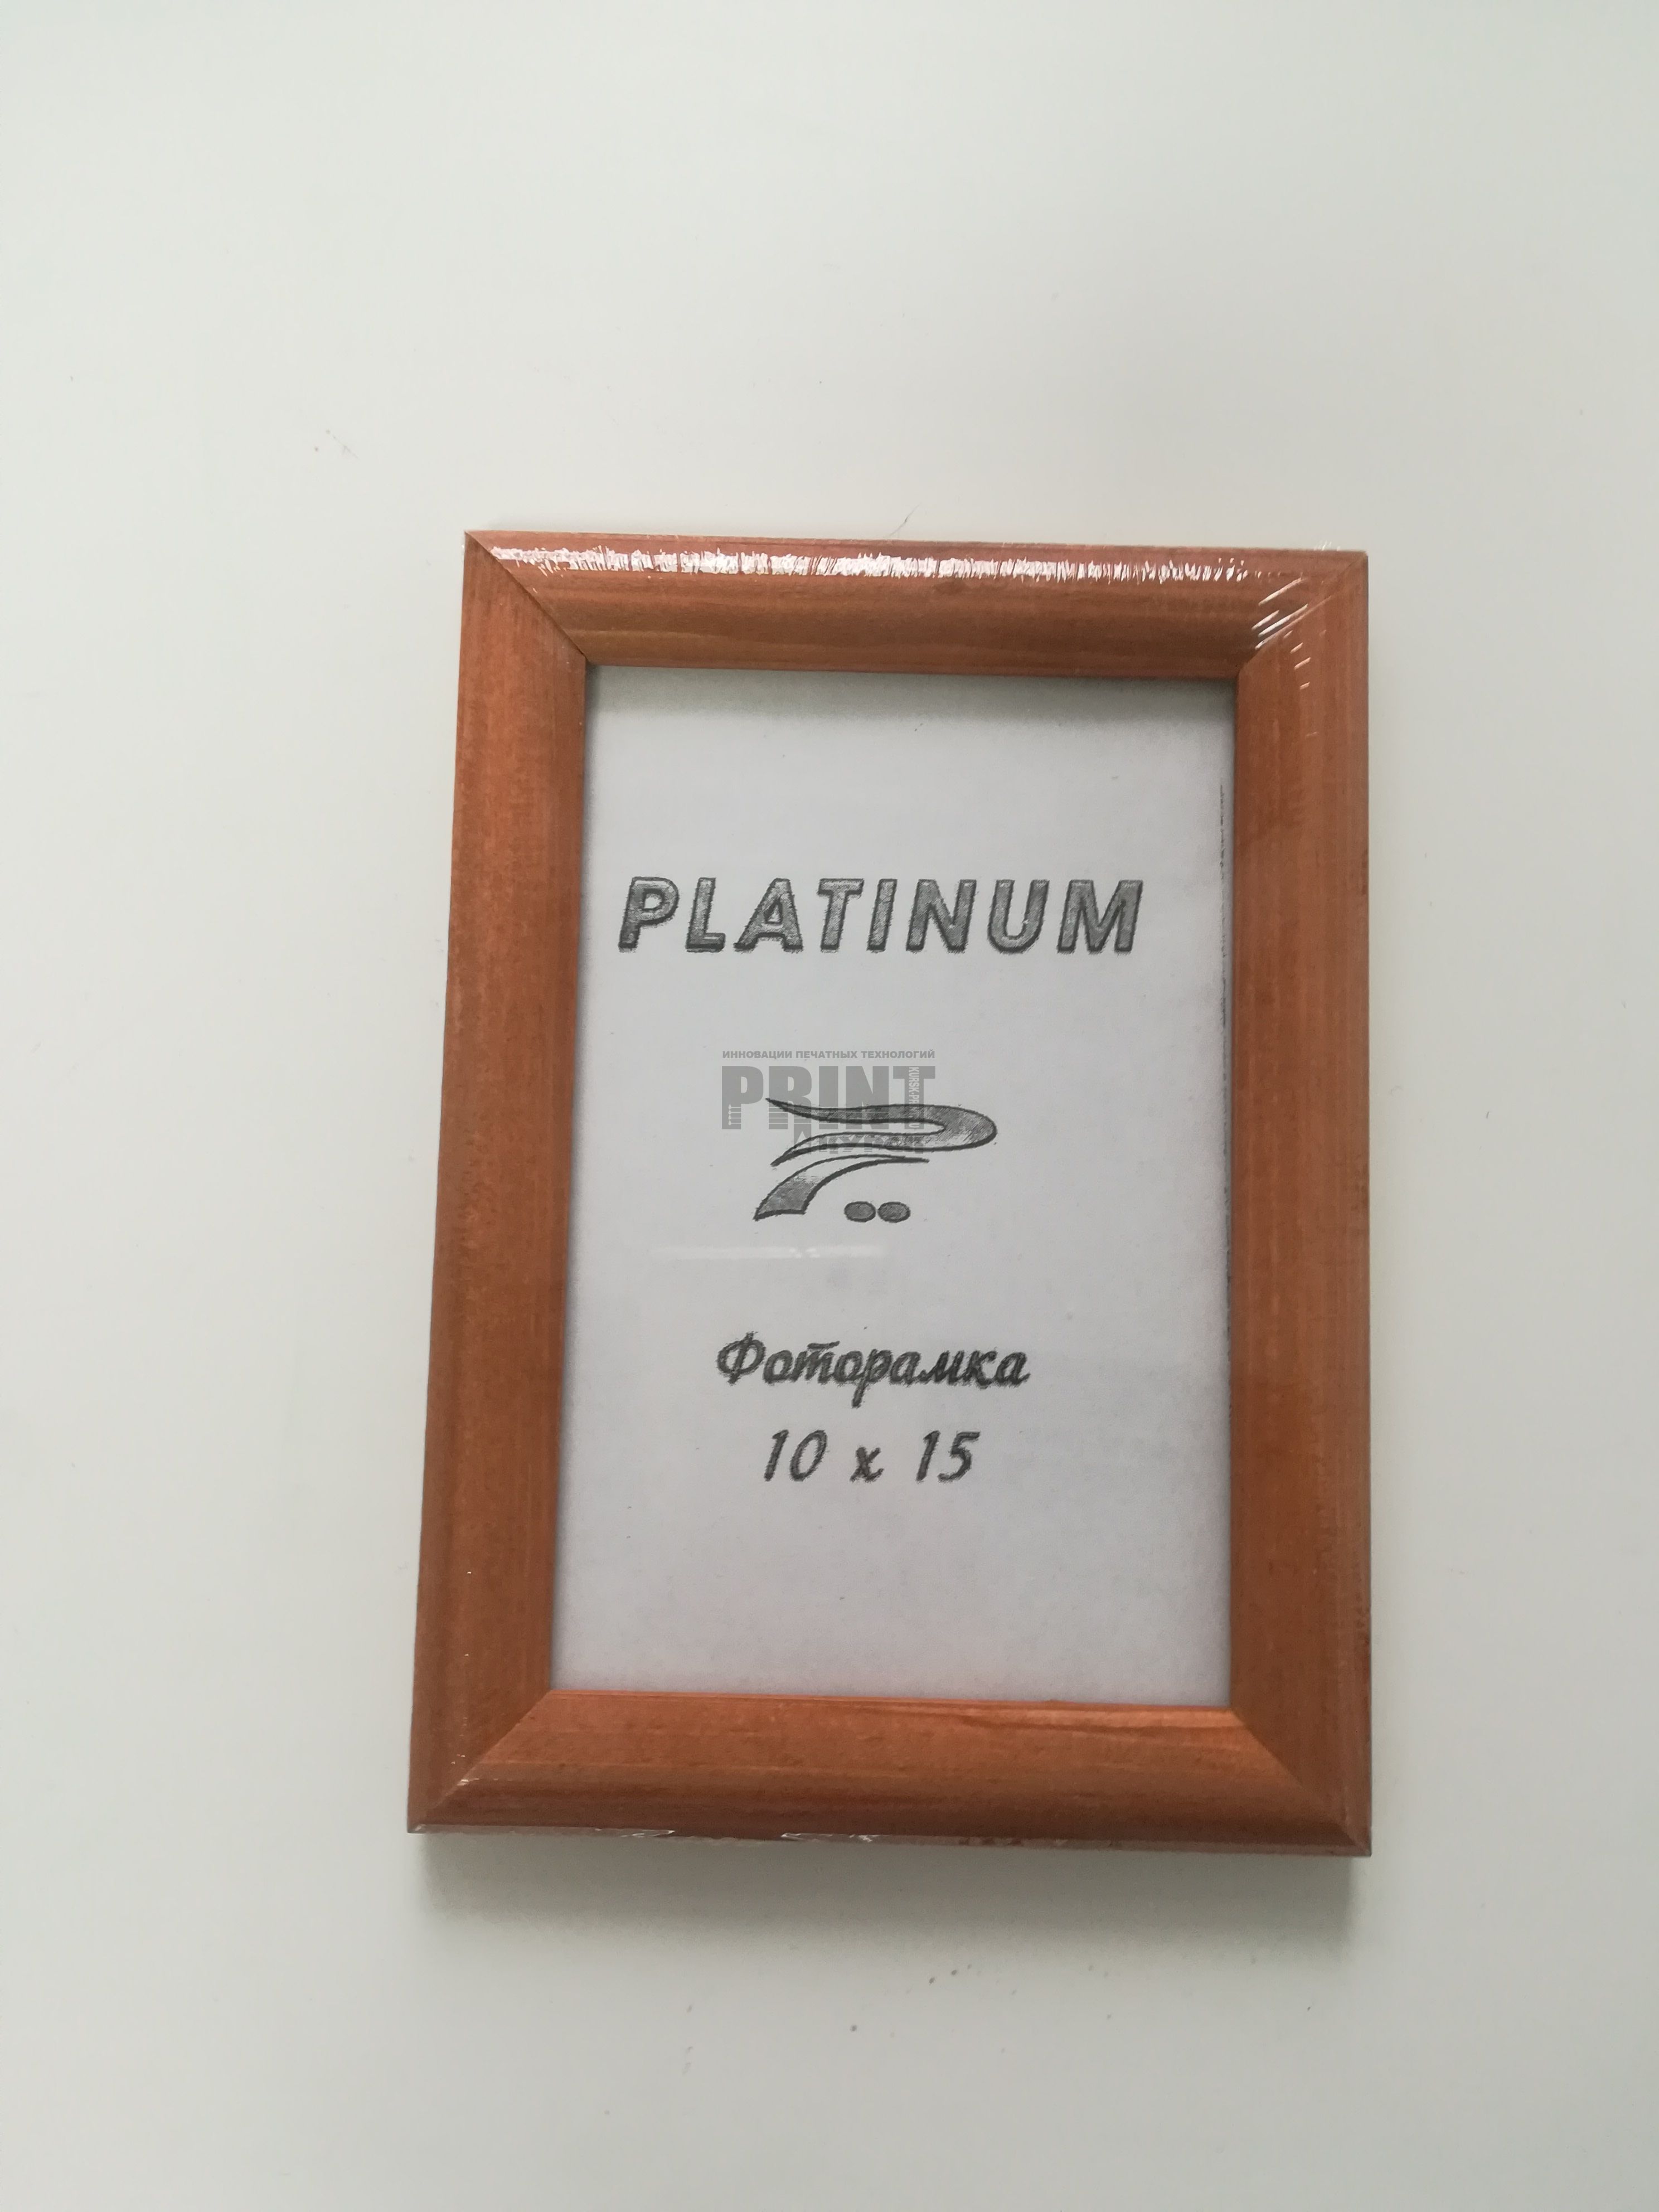 PLATINUM
ИННОВАЦИИ ПЕЧАТНЫХ ТЕХНОЛОГИЙ
PRINT
Фоторамка
10 x 15